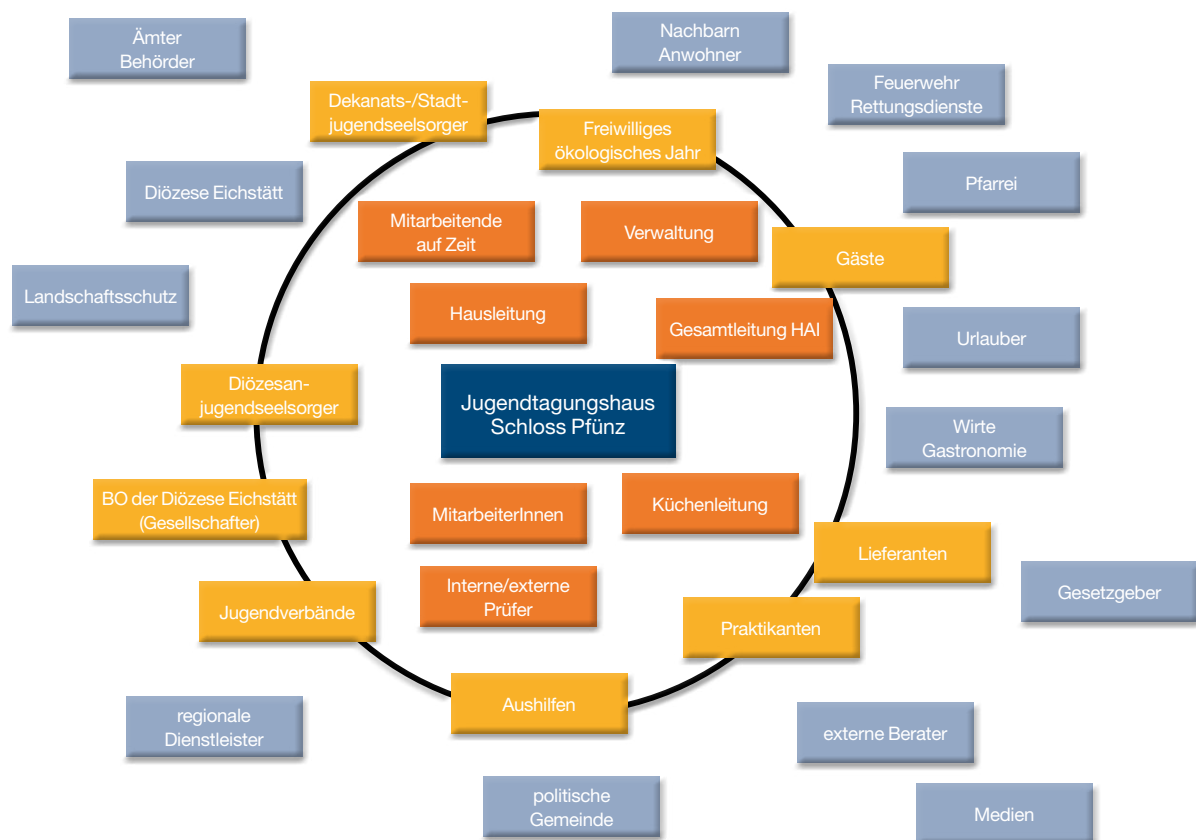 Ämter
Behörder
Nachbarn
Anwohner
Feuerwehr
Rettungsdienste
Dekanats-/Stadt-
jugendseelsorger
Freiwilliges
ökologisches Jahr
Diözese Eichstätt
Pfarrei
Mitarbeitende
auf Zeit
Verwaltung
Gäste
Landschaftsschutz
Hausleitung
Gesamtleitung HAI
Urlauber
Diözesan-
jugendseelsorger
Jugendtagungshaus
Schloss Pfünz
Wirte
Gastronomie
BO der Diözese Eichstätt
(Gesellschafter)
MitarbeiterInnen
Küchenleitung
Lieferanten
Interne/externe
Prüfer
Gesetzgeber
Jugendverbände
Praktikanten
Aushilfen
regionale
Dienstleister
externe Berater
politische
Gemeinde
Medien